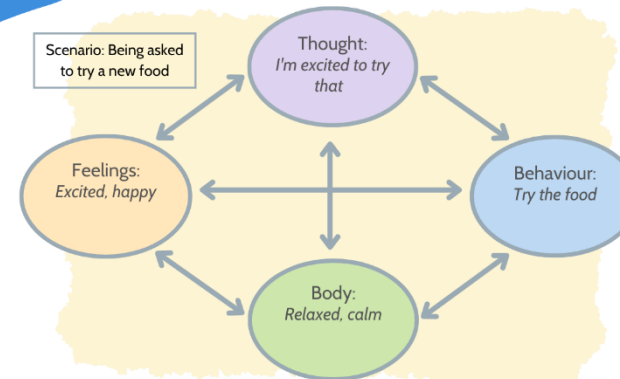 Scenario: Being asked
to try a new food
Thought:
I'm excited to try
that
Feelings:
Excited, happy
Behaviour:
Try the food
Body:
Relaxed, calm